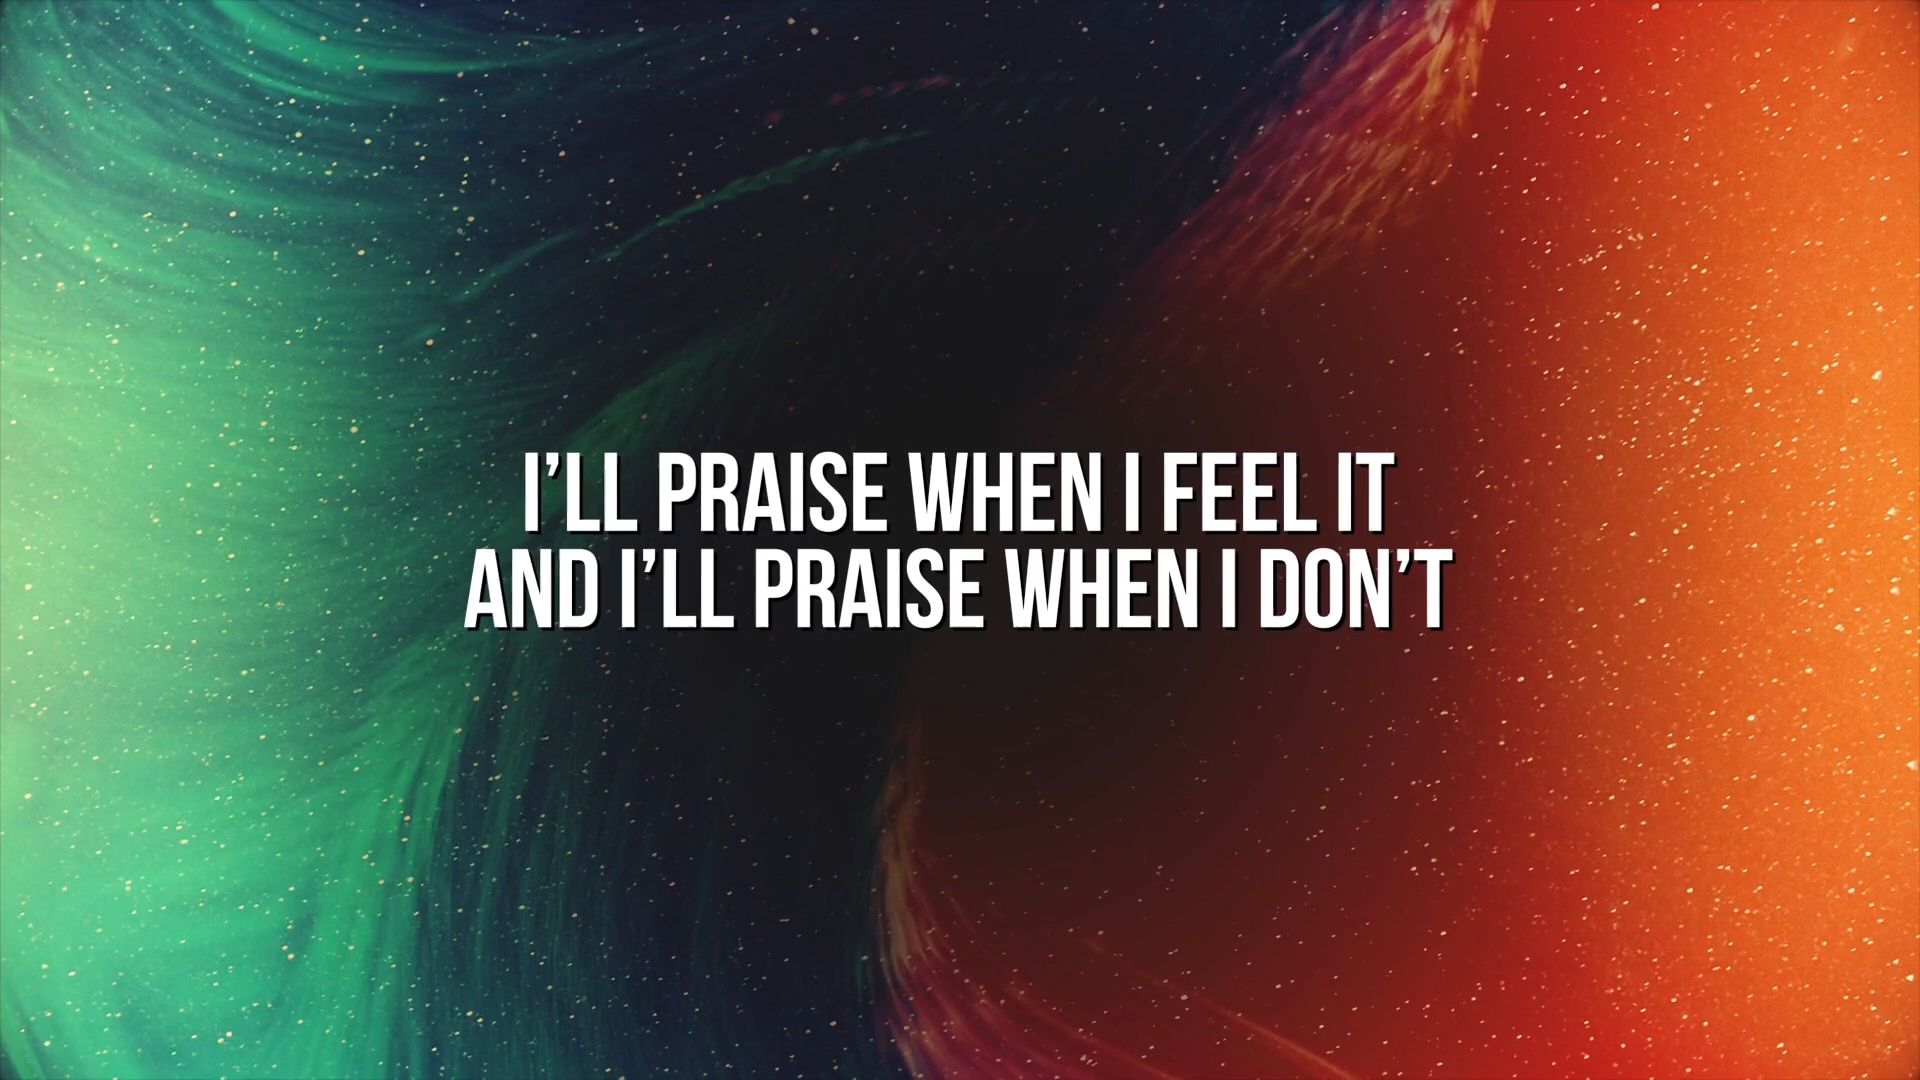 I’LL PRAISE WHEN I FEEL IT
AND I’LL PRAISE WHEN I DON’T